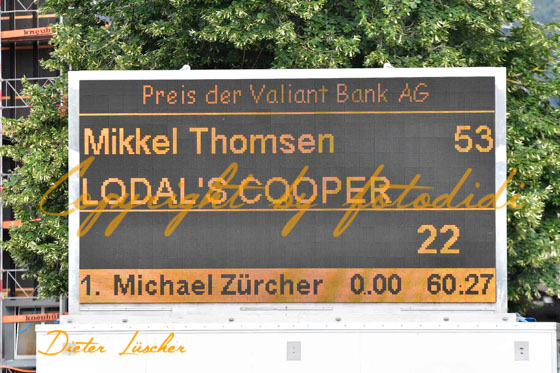 Preis der Valiant Bank AG
Mikkel Thomsen 53
LODAL'S COOPER
Copyright by fotodidi
22
1. Michael Zürcher 0.00 60.27
Dieter Lüscher